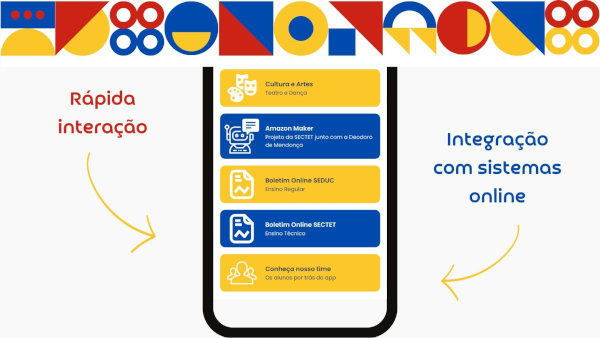 Rápida
interação
Cultura e Artes
Teatro e Dança
Amazon Maker
Projeto da SECTET junto com a Deodoro
de Mendonça
Boletim Online SEDUC
Ensino Regular
Boletim Online SECTET
Ensino Técnico
Conheça nosso time
Os alunos por trás do app
Integração
com sistemas
online